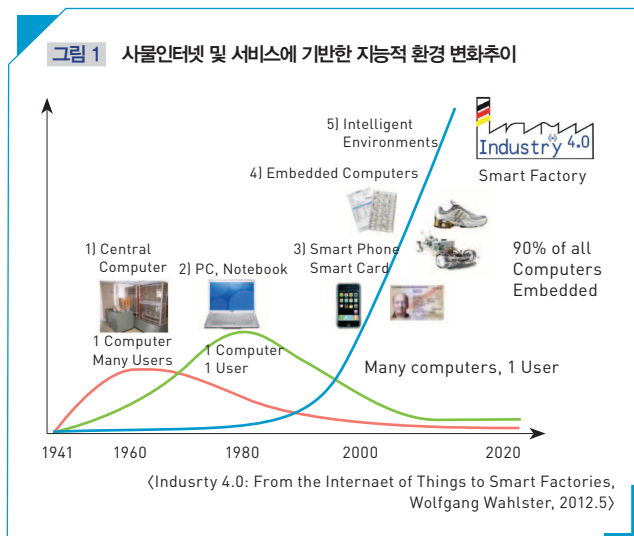 그림 1 사물인터넷 및 서비스에 기반한 지능적 환경 변화추이
5) Intelligent
Environments
Industry 4.0
4) Embedded Computers
Smart Factory
1) Central
Computer
2) PC, Notebook
3) Smart Phone
Smart Card
90% of all
Computers
Embedded
1 Computer
Many Users
1 Computer
1 User
Many computers, 1 User
1941 1960 1980 2000 2020
〈Indusrty 4.0: From the Internaet of Things to Smart Factories,
Wolfgang Wahlster, 2012.5〉